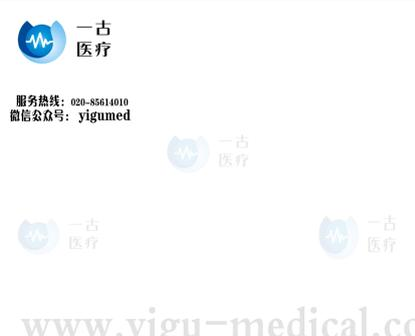 一古
医疗
服务热线：020-85614010
微信公众号：yigumed
一古
医疗
一古
医疗
一古
医疗
www.yigu-medical.co